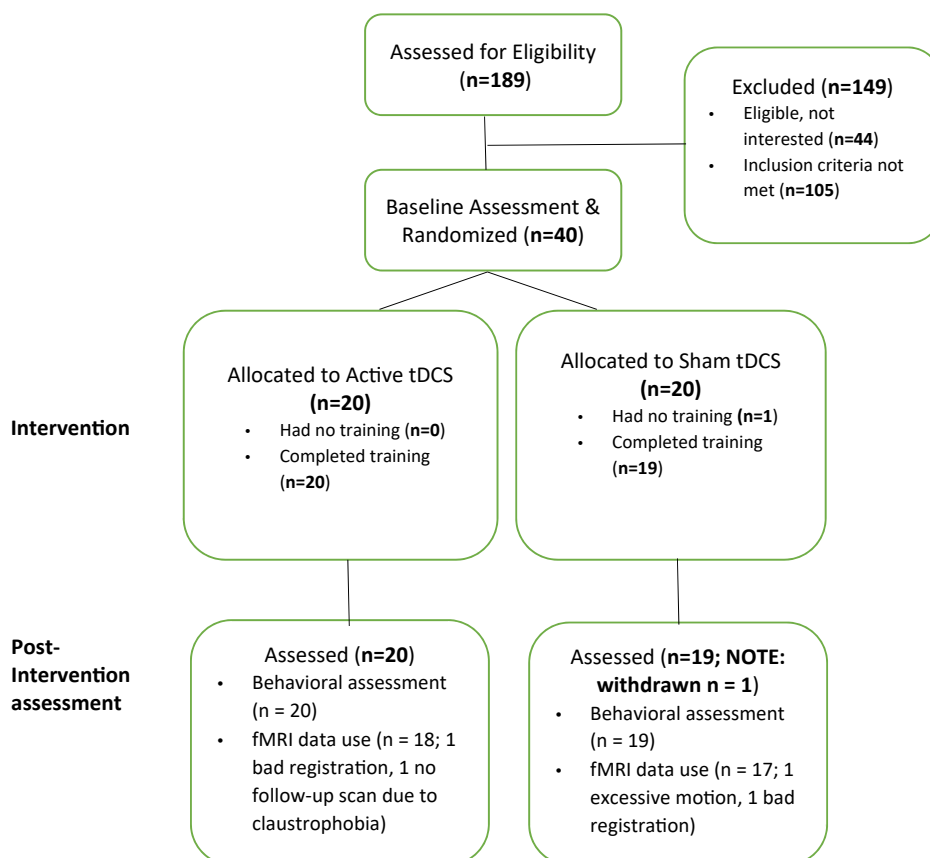 Assessed for Eligibility
(n=189)
Excluded (n=149)
• Eligible, not
interested (n=44)
• Inclusion criteria not
met (n=105)
Baseline Assessment &
Randomized (n=40)
Intervention
Allocated to Active tDCS
(n=20)
• Had no training (n=0)
• Completed training
(n=20)
Allocated to Sham tDCS
(n=20)
• Had no training (n=1)
• Completed training
(n=19)
Post-
Intervention
assessment
Assessed (n=20)
• Behavioral assessment
(n = 20)
• fMRI data use (n = 18; 1
bad registration, 1 no
follow-up scan due to
claustrophobia)
Assessed (n=19; NOTE:
withdrawn n = 1)
• Behavioral assessment
(n = 19)
• fMRI data use (n = 17; 1
excessive motion, 1 bad
registration)